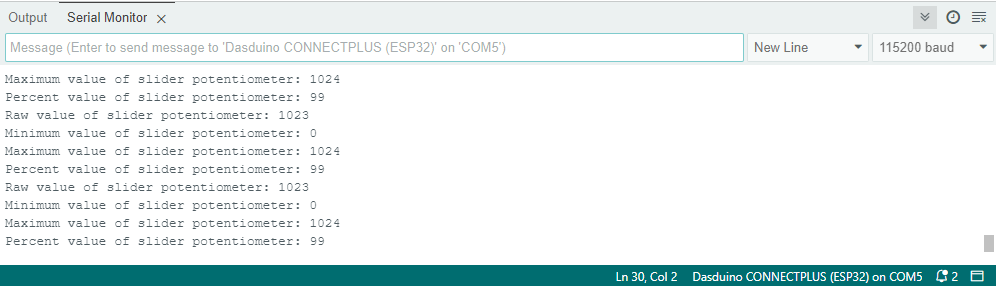 Output Serial Monitor
Message (Enter to send message to 'Dasduino CONNECTPLUS (ESP32)' on 'COM5') New Line 115200 baud
Maximum value of slider potentiometer: 1024
Percent value of slider potentiometer: 99
Raw value of slider potentiometer: 1023
Minimum value of slider potentiometer: 0
Maximum value of slider potentiometer: 1024
Percent value of slider potentiometer: 99
Raw value of slider potentiometer: 1023
Minimum value of slider potentiometer: 0
Maximum value of slider potentiometer: 1024
Percent value of slider potentiometer: 99
Ln 30, Col 2 Dasduino CONNECTPLUS (ESP32) on COM5 2